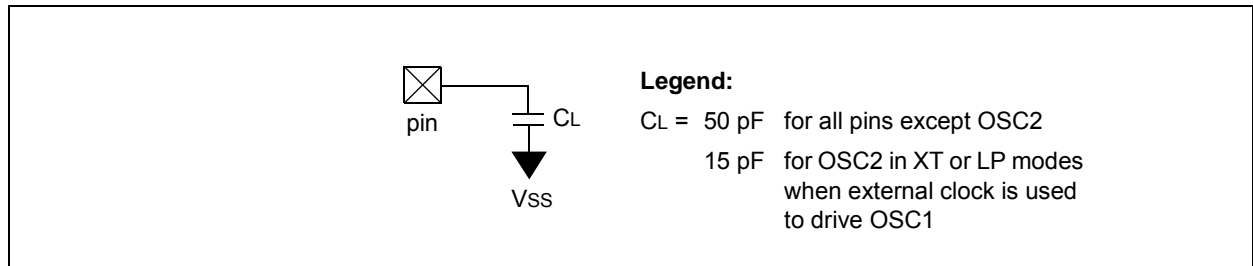 Legend:
pin
CL
VSS
CL = 50 pF for all pins except OSC2
15 pF for OSC2 in XT or LP modes
when external clock is used
to drive OSC1